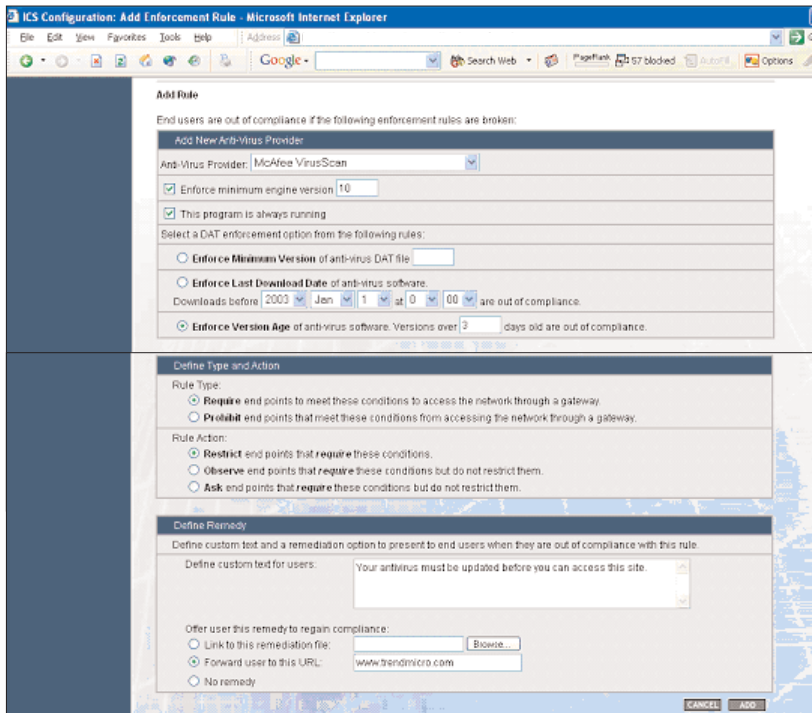 ICS Configuration: Add Enforcement Rule - Microsoft Internet Explorer
File Edit View Favorites Tools Help Address
Google Search Web PageRank 57 blocked AutoFill Options
Add Rule
End users are out of compliance if the following enforcement rules are broken:
Add New Anti-Virus Provider
Anti-Virus Provider: McAfee VirusScan
Enforce minimum engine version 10
This program is always running
Select a DAT enforcement option from the following rules:
Enforce Minimum Version of anti-virus DAT file
Enforce Last Download Date of anti-virus software.
Downloads before 2003 Jan 1 at 0 00 are out of compliance.
Enforce Version Age of anti-virus software. Versions over 3 days old are out of compliance.
Define Type and Action
Rule Type:
Require end points to meet these conditions to access the network through a gateway.
Prohibit end points that meet these conditions from accessing the network through a gateway.
Rule Action:
Restrict end points that require these conditions.
Observe end points that require these conditions but do not restrict them.
Ask end points that require these conditions but do not restrict them.
Define Remedy
Define custom text and a remediation option to present to end users when they are out of compliance with this rule.
Define custom text for users: Your antivirus must be updated before you can access this site.
Offer user this remedy to regain compliance:
Link to this remediation file: Browse...
Forward user to this URL: www.trendmicro.com
No remedy
CANCEL ADD